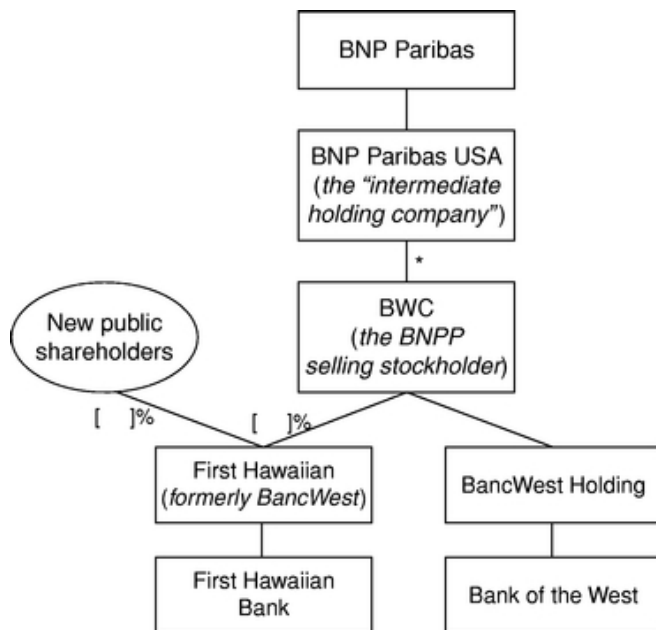 BNP Paribas
BNP Paribas USA
(the “intermediate
holding company”)
*
BWC
(the BNPP
selling stockholder)
New public
shareholders
[ ]%
[ ]%
First Hawaiian
(formerly BancWest)
BancWest Holding
First Hawaiian
Bank
Bank of the West